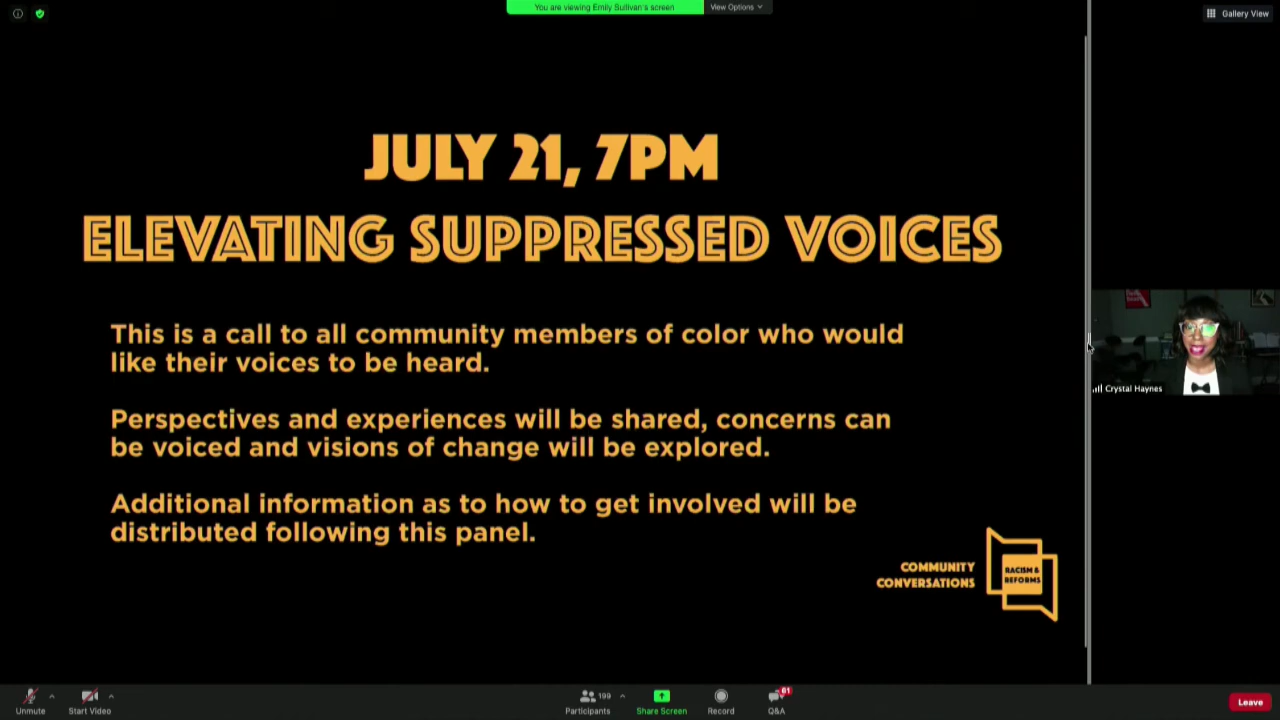 You are viewing Emily Sullivan's screen
View Options
Gallery View
JULY 21, 7PM
ELEVATING SUPPRESSED VOICES
This is a call to all community members of color who would
like their voices to be heard.
Perspectives and experiences will be shared, concerns can
be voiced and visions of change will be explored.
Additional information as to how to get involved will be
distributed following this panel.
COMMUNITY
CONVERSATIONS
RACISM &
REFORMS
Crystal Haynes
Unmute
Start Video
199
Participants
Share Screen
Record
61
Q&A
Leave